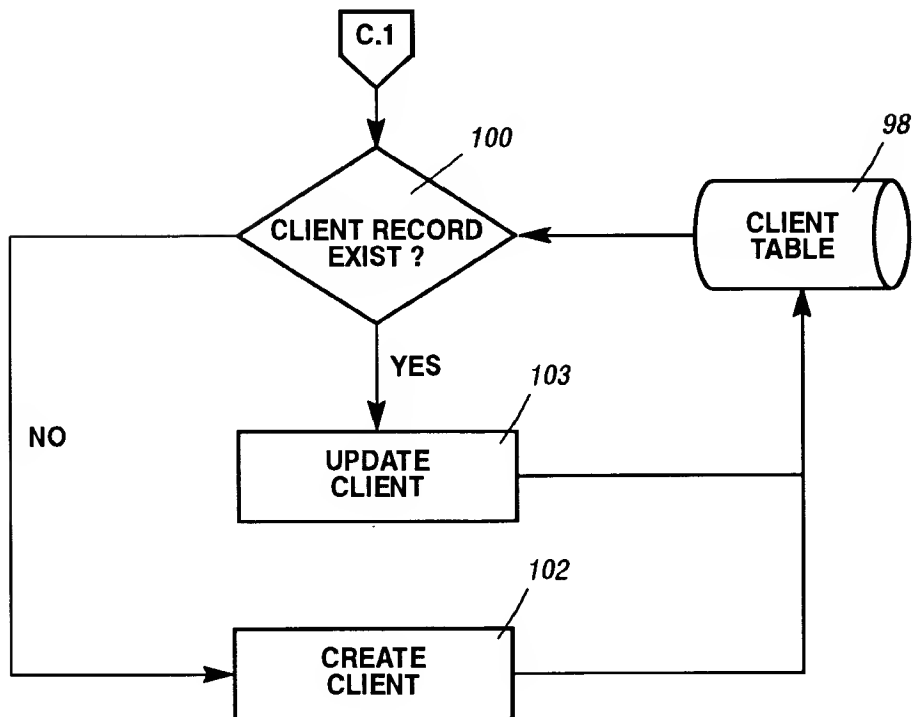 C.1
100
CLIENT RECORD
EXIST ?
98
CLIENT
TABLE
YES
NO
103
UPDATE
CLIENT
102
CREATE
CLIENT